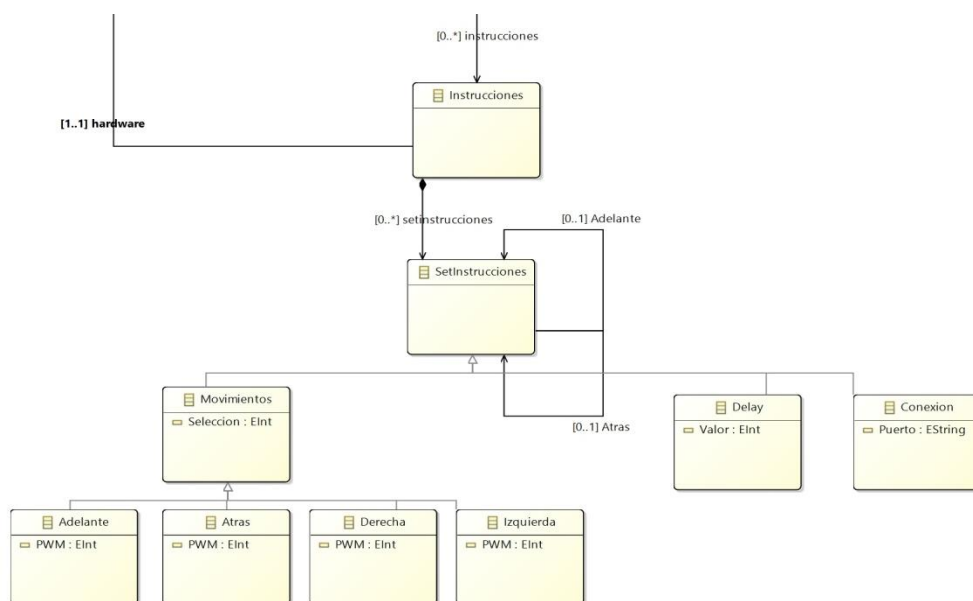 [0..*] instrucciones
Instrucciones
[1..1] hardware
[0..*] setinstrucciones
[0..1] Adelante
SetInstrucciones
Movimientos
Seleccion : EInt
Delay
Valor : EInt
Conexion
Puerto : EString
[0..1] Atras
Adelante
PWM : EInt
Atras
PWM : EInt
Derecha
PWM : EInt
Izquierda
PWM : EInt